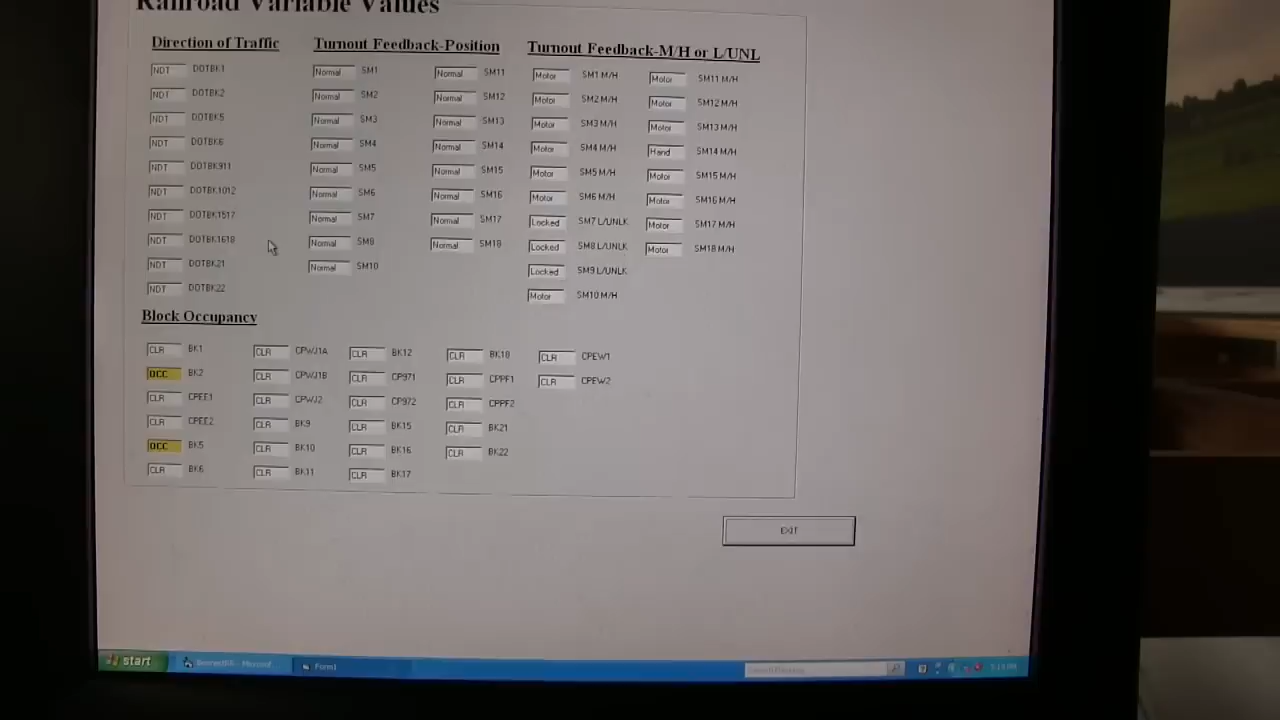 Railroad Variable Values
Direction of Traffic
NDT DOTBK1
NDT DOTBK2
NDT DOTBK5
NDT DOTBK6
NDT DOTBK911
NDT DOTBK1012
NDT DOTBK1517
NDT DOTBK1618
NDT DOTBK21
NDT DOTBK22
Turnout Feedback-Position
Normal SM1 Normal SM11
Normal SM2 Normal SM12
Normal SM3 Normal SM13
Normal SM4 Normal SM14
Normal SM5 Normal SM15
Normal SM6 Normal SM16
Normal SM7 Normal SM17
Normal SM8 Normal SM18
Normal SM10
Turnout Feedback-M/H or L/UNL
Motor SM1 M/H Motor SM11 M/H
Motor SM2 M/H Motor SM12 M/H
Motor SM3 M/H Motor SM13 M/H
Motor SM4 M/H Hand SM14 M/H
Motor SM5 M/H Motor SM15 M/H
Motor SM6 M/H Motor SM16 M/H
Locked SM7 L/UNLK Motor SM17 M/H
Locked SM8 L/UNLK Motor SM18 M/H
Locked SM9 L/UNLK
Motor SM10 M/H
Block Occupancy
CLR BK1 CLR CPWJ1A CLR BK12 CLR BK18 CLR CPEW1
OCC BK2 CLR CPWJ1B CLR CP971 CLR CPPF1 CLR CPEW2
CLR CPEE1 CLR CPWJ2 CLR CP972 CLR CPPF2
CLR CPEE2 CLR BK9 CLR BK15 CLR BK21
OCC BK5 CLR BK10 CLR BK16 CLR BK22
CLR BK6 CLR BK11 CLR BK17
EXIT
start Form1